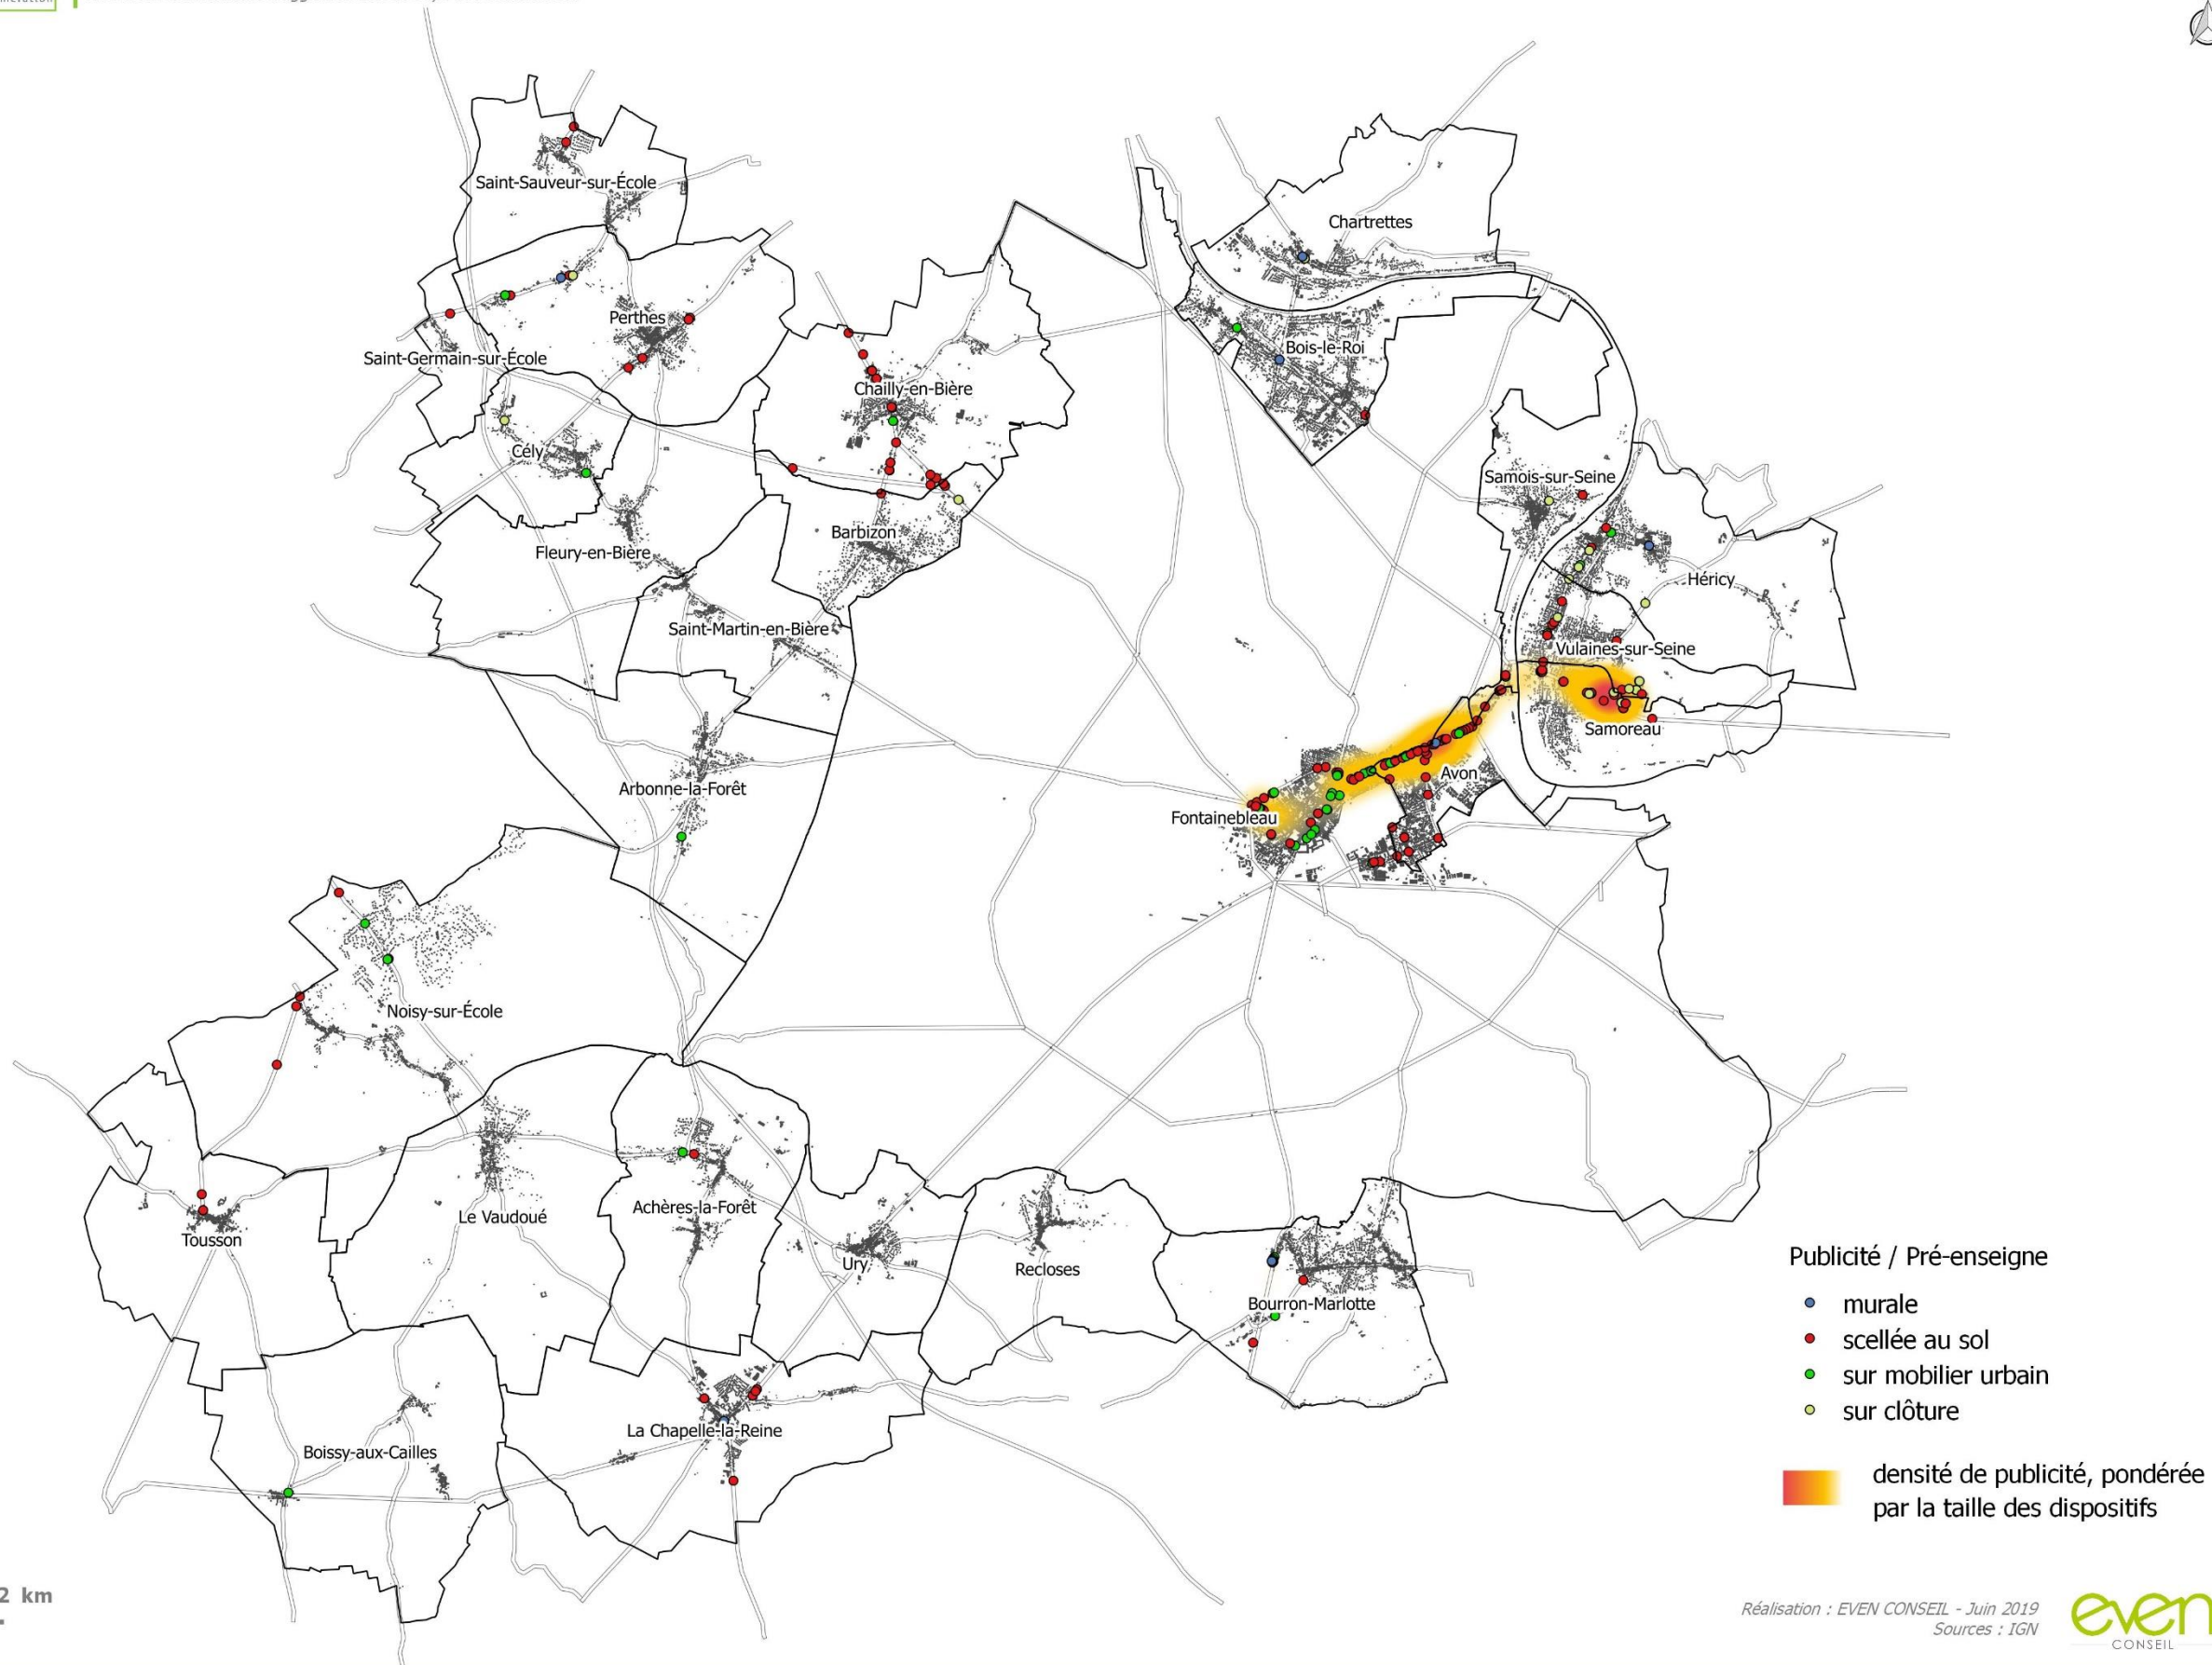 Saint-Sauveur-sur-École
Chartrettes
Perthes
Bois-le-Roi
Saint-Germain-sur-École
Chailly-en-Bière
Cély
Samois-sur-Seine
Barbizon
Fleury-en-Bière
Héricy
Saint-Martin-en-Bière
Vulaines-sur-Seine
Samoreau
Avon
Arbonne-la-Forêt
Fontainebleau
Noisy-sur-École
Achères-la-Forêt
Le Vaudoué
Tousson
Ury
Recloses
Bourron-Marlotte
La Chapelle-la-Reine
Boissy-aux-Cailles
Publicité / Pré-enseigne
murale
scellée au sol
sur mobilier urbain
sur clôture
densité de publicité, pondérée
par la taille des dispositifs
2 km
Réalisation : EVEN CONSEIL - Juin 2019
Sources : IGN
even
CONSEIL